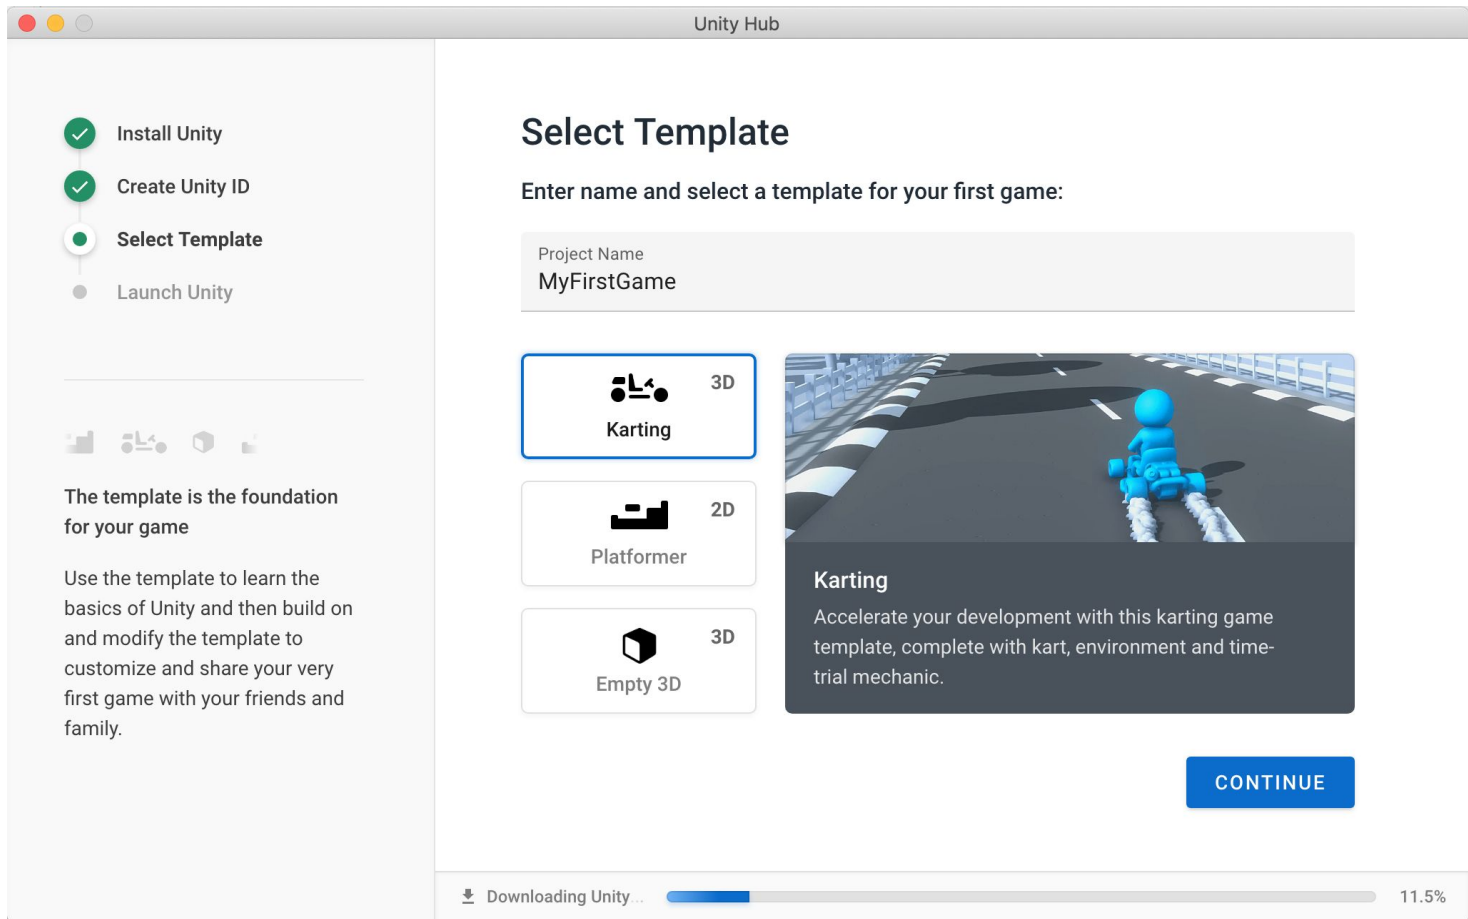 Unity Hub
Install Unity
Create Unity ID
Select Template
Launch Unity
The template is the foundation
for your game
Use the template to learn the
basics of Unity and then build on
and modify the template to
customize and share your very
first game with your friends and
family.
Select Template
Enter name and select a template for your first game:
Project Name
MyFirstGame
3D
Karting
2D
Platformer
3D
Empty 3D
Karting
Accelerate your development with this karting game
template, complete with kart, environment and time-
trial mechanic.
CONTINUE
Downloading Unity...
11.5%